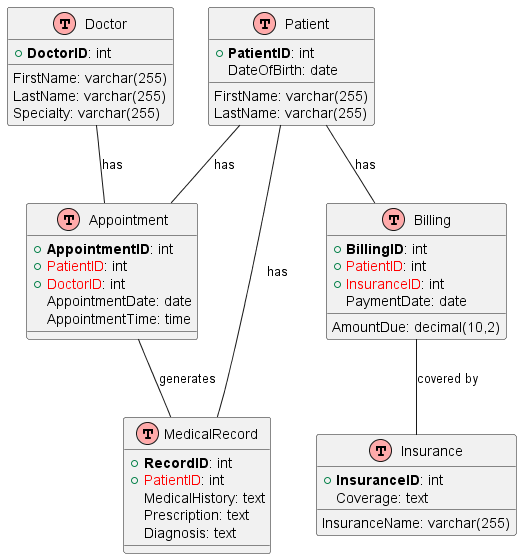 T Doctor
DoctorID: int
FirstName: varchar(255)
LastName: varchar(255)
Specialty: varchar(255)
T Patient
PatientID: int
DateOfBirth: date
FirstName: varchar(255)
LastName: varchar(255)
has
has
has
has
T Appointment
AppointmentID: int
PatientID: int
DoctorID: int
AppointmentDate: date
AppointmentTime: time
T Billing
BillingID: int
PatientID: int
InsuranceID: int
PaymentDate: date
AmountDue: decimal(10,2)
generates
covered by
T MedicalRecord
RecordID: int
PatientID: int
MedicalHistory: text
Prescription: text
Diagnosis: text
T Insurance
InsuranceID: int
Coverage: text
InsuranceName: varchar(255)